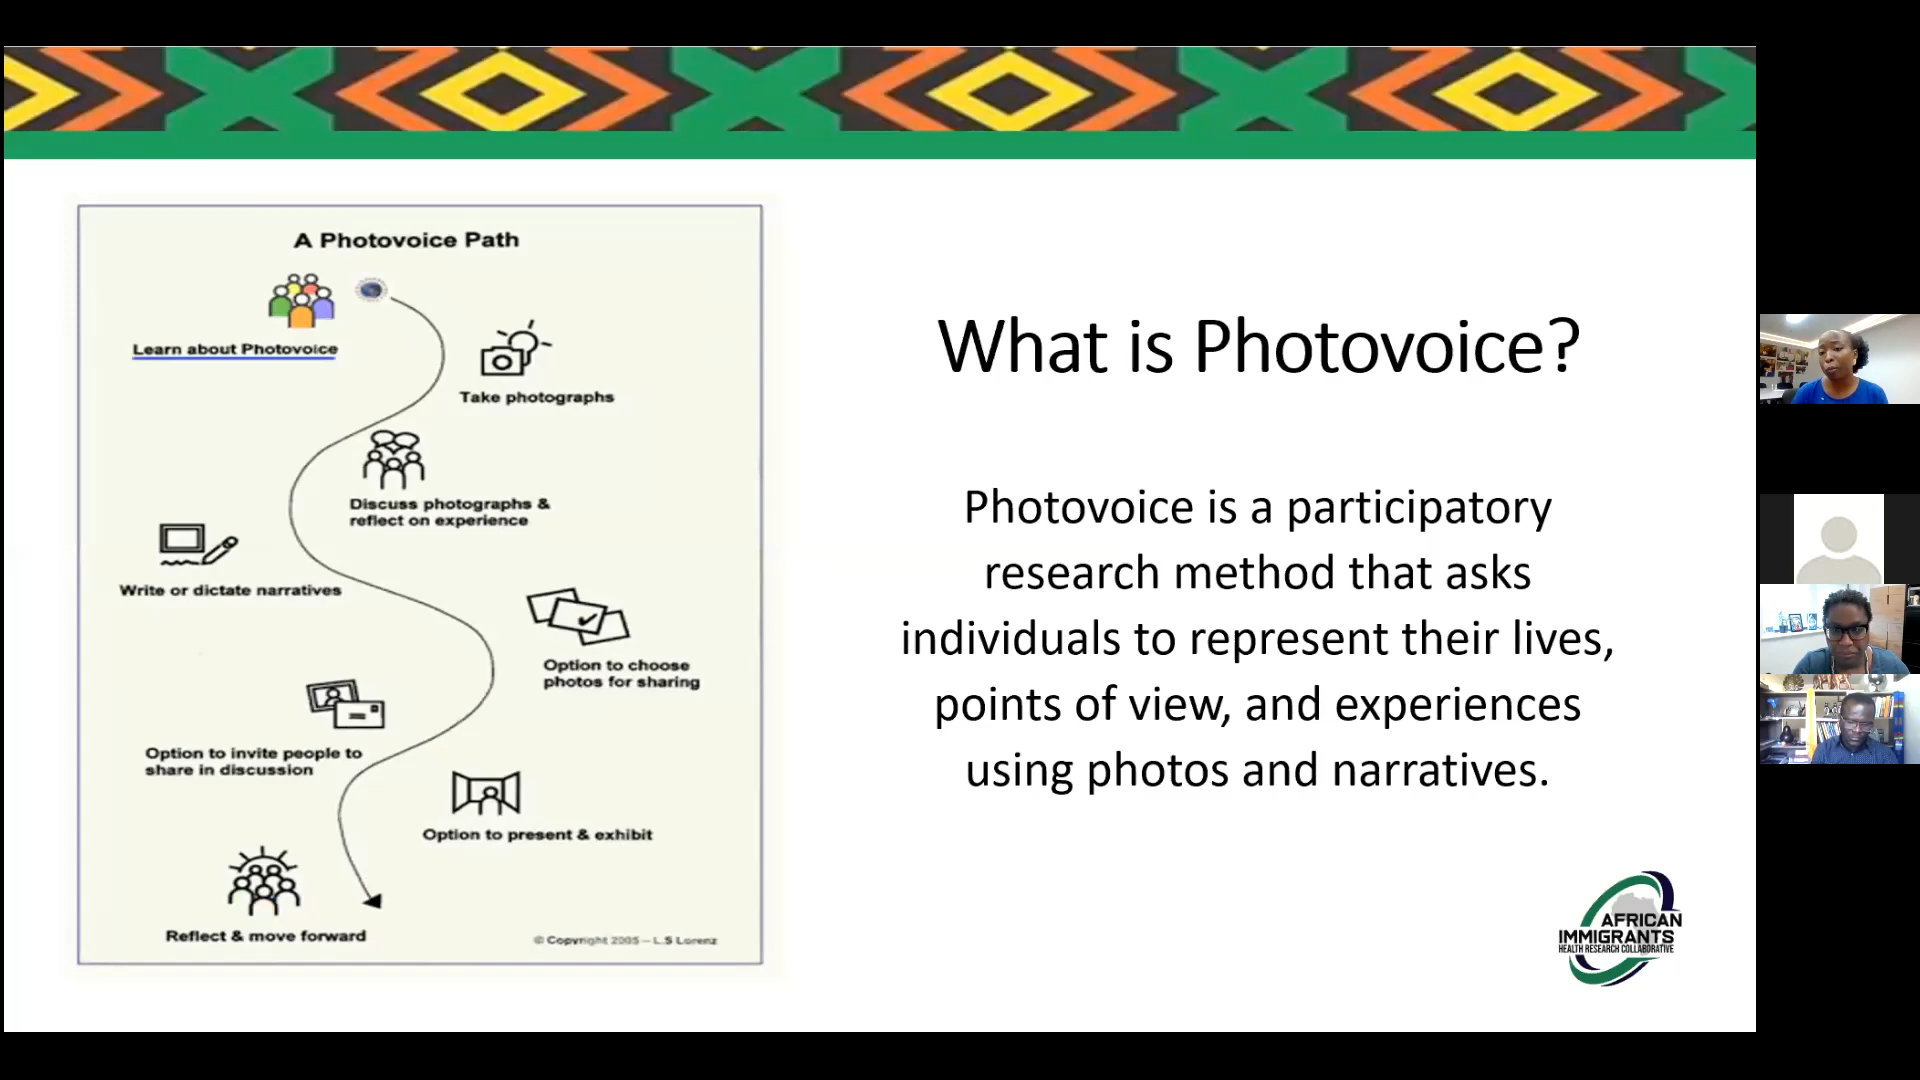 A Photovoice Path
Learn about Photovoice
Take photographs
Discuss photographs &
reflect on experience
Write or dictate narratives
Option to choose
photos for sharing
Option to invite people to
share in discussion
Option to present & exhibit
Reflect & move forward
© Copyright 2005 – L.S Lorenz
What is Photovoice?
Photovoice is a participatory
research method that asks
individuals to represent their lives,
points of view, and experiences
using photos and narratives.
AFRICAN
IMMIGRANTS
HEALTH RESEARCH COLLABORATIVE